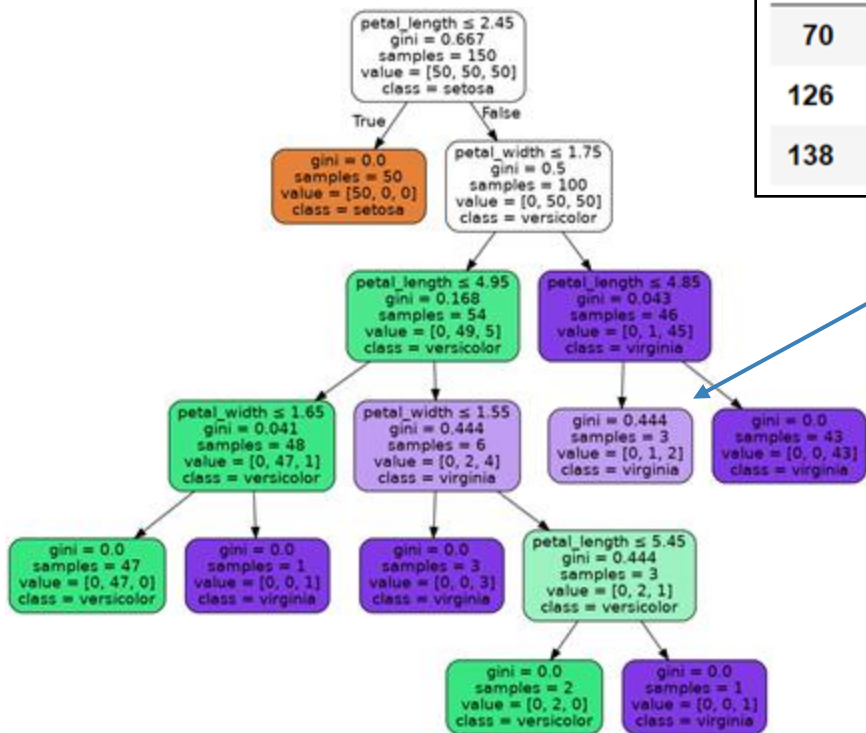 petal_length ≤ 2.45
gini = 0.667
samples = 150
value = [50, 50, 50]
class = setosa
70
126
138
True
False
gini = 0.0
samples = 50
value = [50, 0, 0]
class = setosa
petal_width ≤ 1.75
gini = 0.5
samples = 100
value = [0, 50, 50]
class = versicolor
petal_length ≤ 4.95
gini = 0.168
samples = 54
value = [0, 49, 5]
class = versicolor
petal_length ≤ 4.85
gini = 0.043
samples = 46
value = [0, 1, 45]
class = virginia
petal_width ≤ 1.65
gini = 0.041
samples = 48
value = [0, 47, 1]
class = versicolor
petal_width ≤ 1.55
gini = 0.444
samples = 6
value = [0, 2, 4]
class = virginia
gini = 0.444
samples = 3
value = [0, 1, 2]
class = virginia
gini = 0.0
samples = 43
value = [0, 0, 43]
class = virginia
gini = 0.0
samples = 47
value = [0, 47, 0]
class = versicolor
gini = 0.0
samples = 1
value = [0, 0, 1]
class = virginia
gini = 0.0
samples = 3
value = [0, 0, 3]
class = virginia
petal_length ≤ 5.45
gini = 0.444
samples = 3
value = [0, 2, 1]
class = versicolor
gini = 0.0
samples = 2
value = [0, 2, 0]
class = versicolor
gini = 0.0
samples = 1
value = [0, 0, 1]
class = virginia